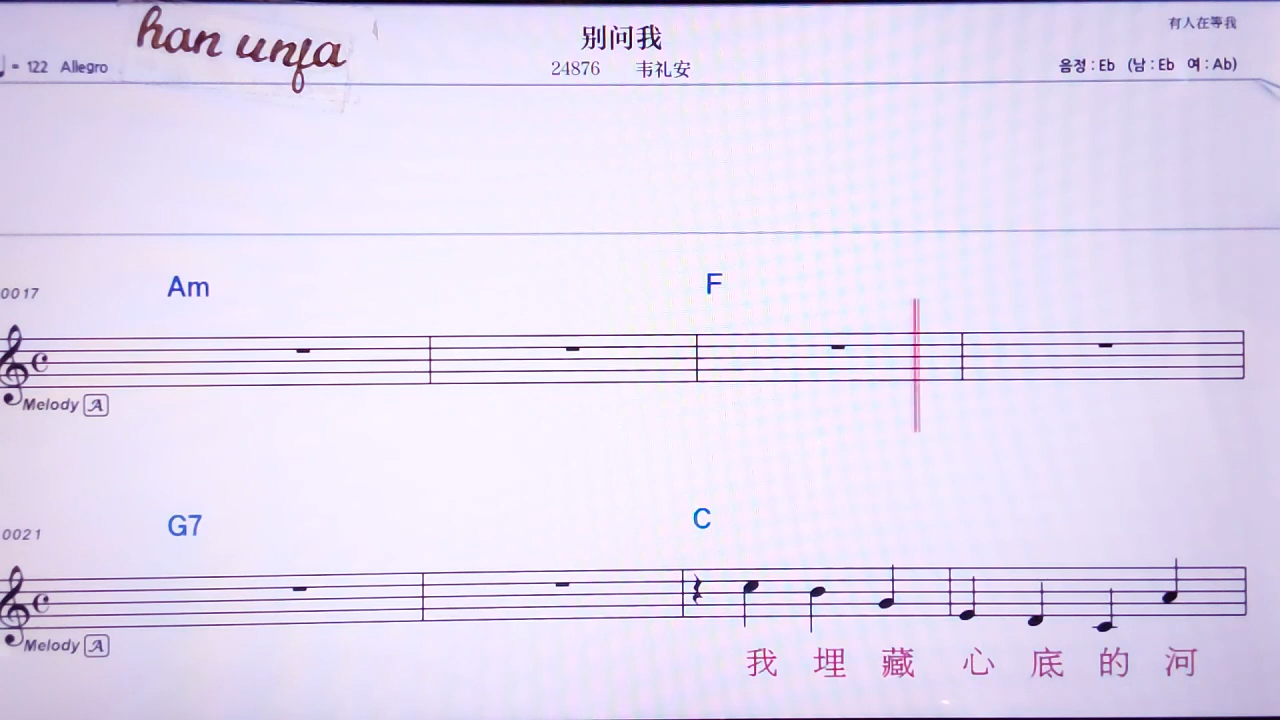 han unfa
别问我
有人在等我
♩ = 122 Allegro
24876 韦礼安
음정 : Eb (남 : Eb 여 : Ab)
0017
Am F
Melody A
0021
G7 C
Melody A
我 埋 藏 心 底 的 河